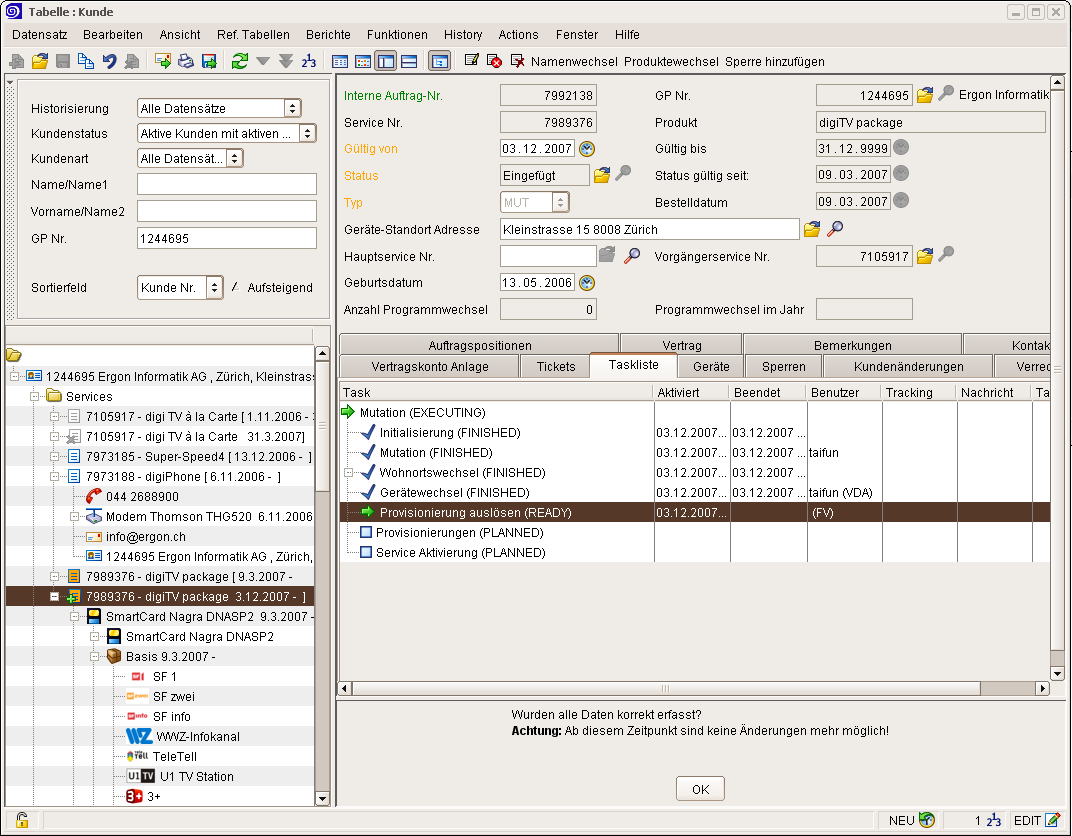 Tabelle : Kunde
Datensatz Bearbeiten Ansicht Ref. Tabellen Berichte Funktionen History Actions Fenster Hilfe
Namenwechsel Produktewechsel Sperre hinzufügen
Historisierung Alle Datensätze
Kundenstatus Aktive Kunden mit aktiven ...
Kundenart Alle Datensät...
Name/Name1
Vorname/Name2
GP Nr. 1244695
Sortierfeld Kunde Nr. Aufsteigend
1244695 Ergon Informatik AG , Zürich, Kleinstrass
Services
7105917 - digi TV à la Carte [ 1.11.2006 -
7105917 - digi TV à la Carte 31.3.2007]
7973185 - Super-Speed4 [ 13.12.2006 - ]
7973188 - digiPhone [ 6.11.2006 - ]
044 2688900
Modem Thomson THG520 6.11.2006
info@ergon.ch
1244695 Ergon Informatik AG , Zürich,
7989376 - digiTV package [ 9.3.2007 -
7989376 - digiTV package 3.12.2007 - ]
SmartCard Nagra DNASP2 9.3.2007 -
SmartCard Nagra DNASP2
Basis 9.3.2007 -
SF 1
SF zwei
SF info
WWZ-Infokanal
TeleTell
U1 TV U1 TV Station
3+ 3+
Interne Auftrag-Nr. 7992138 GP Nr. 1244695 Ergon Informatik
Service Nr. 7989376 Produkt digiTV package
Gültig von 03.12.2007 Gültig bis 31.12.9999
Status Eingefügt Status gültig seit: 09.03.2007
Typ MUT Bestelldatum 09.03.2007
Geräte-Standort Adresse Kleinstrasse 15 8008 Zürich
Hauptservice Nr. Vorgängerservice Nr. 7105917
Geburtsdatum 13.05.2006
Anzahl Programmwechsel 0 Programmwechsel im Jahr
Auftragspositionen Vertrag Bemerkungen Kontak
Vertragskonto Anlage Tickets Taskliste Geräte Sperren Kundenänderungen Verrec
Task Aktiviert Beendet Benutzer Tracking Nachricht Ta
Mutation (EXECUTING)
Initialisierung (FINISHED) 03.12.2007... 03.12.2007 ...
Mutation (FINISHED) 03.12.2007... 03.12.2007 ... taifun
Wohnortswechsel (FINISHED) 03.12.2007... 03.12.2007 ...
Gerätewechsel (FINISHED) 03.12.2007... 03.12.2007 ... taifun (VDA)
Provisionierung auslösen (READY) 03.12.2007... (FV)
Provisionierungen (PLANNED)
Service Aktivierung (PLANNED)
Wurden alle Daten korrekt erfasst?
Achtung: Ab diesem Zeitpunkt sind keine Änderungen mehr möglich!
OK
NEU 1 EDIT